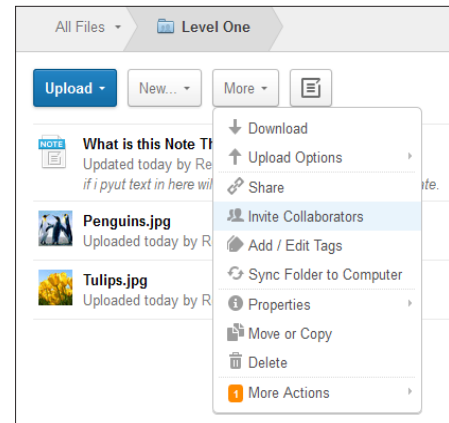 All Files
Level One
Upload
New...
More
NOTE
What is this Note Th
Updated today by Re
if i pyut text in here wil
te.
Penguins.jpg
Uploaded today by R
Tulips.jpg
Uploaded today by R
Download
Upload Options
Share
Invite Collaborators
Add / Edit Tags
Sync Folder to Computer
Properties
Move or Copy
Delete
1 More Actions